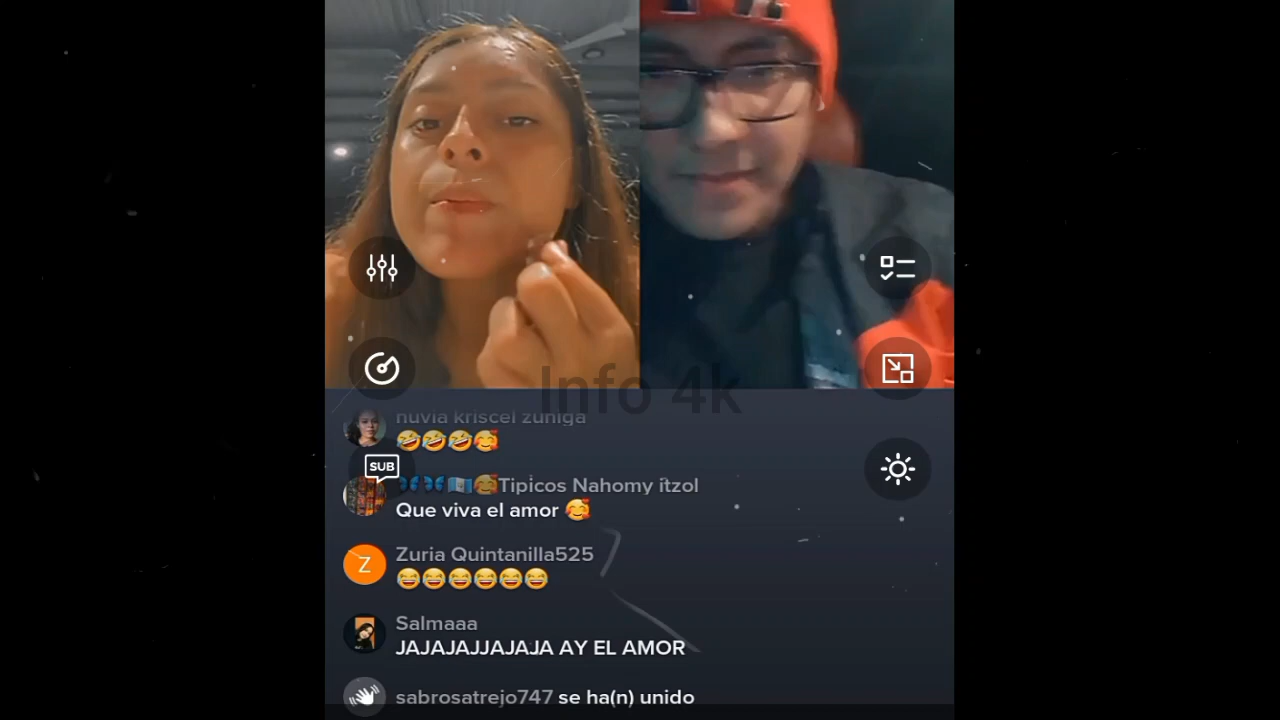 Info 4k
nuvia kriscel zuniga
🤣🤣🤣🥰
SUB
🦋🦋🇬🇹🥰Tipicos Nahomy itzol
Que viva el amor 🥰
Z
Zuria Quintanilla525
😂😂😂😂😂😂
Salmaaa
JAJAJAJJAJAJA AY EL AMOR
sabrosatrejo747 se ha(n) unido